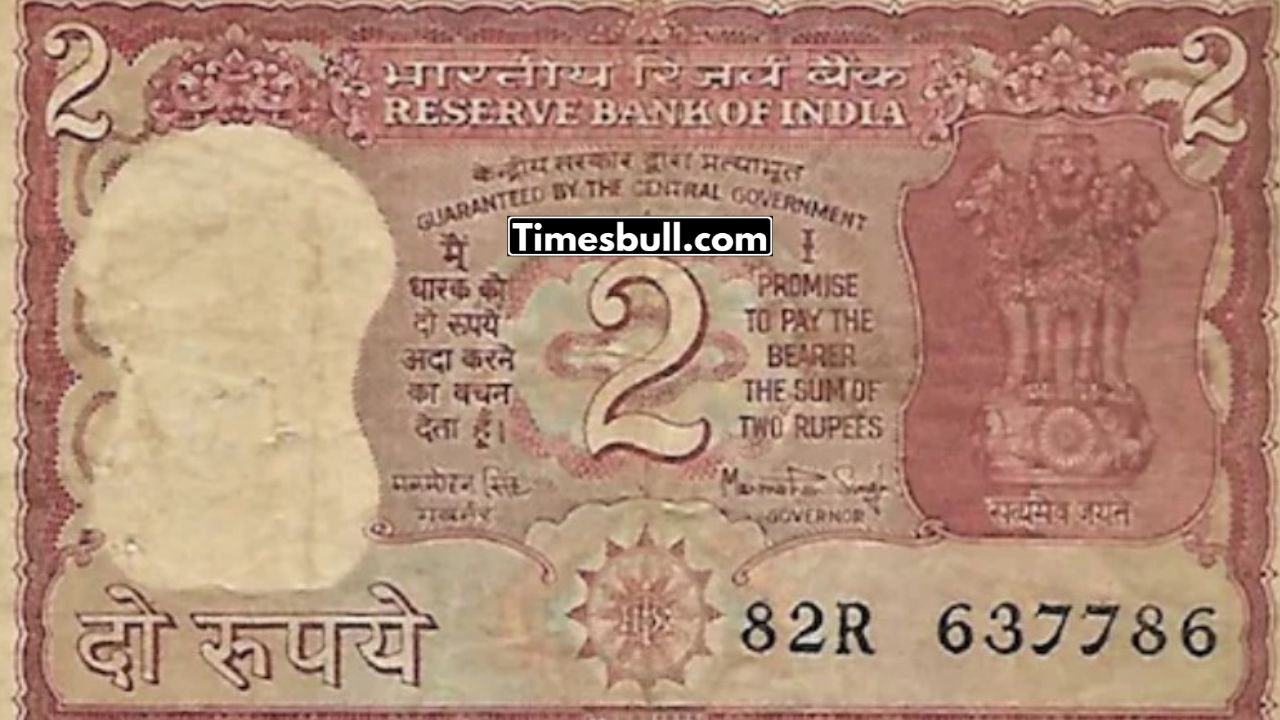 2 2
भारतीय रिज़र्व बैंक
RESERVE BANK OF INDIA
केन्द्रीय सरकार द्वारा प्रत्याभूत
GUARANTEED BY THE CENTRAL GOVERNMENT
Timesbull.com
मैं
धारक को
दो रुपये
अदा करने
का वचन
देता हूँ।
2
I
PROMISE
TO PAY THE
BEARER
THE SUM OF
TWO RUPEES
मनमोहन सिंह
गवर्नर
Manmohan Singh
GOVERNOR
सत्यमेव जयते
दो रुपये
82R 637786